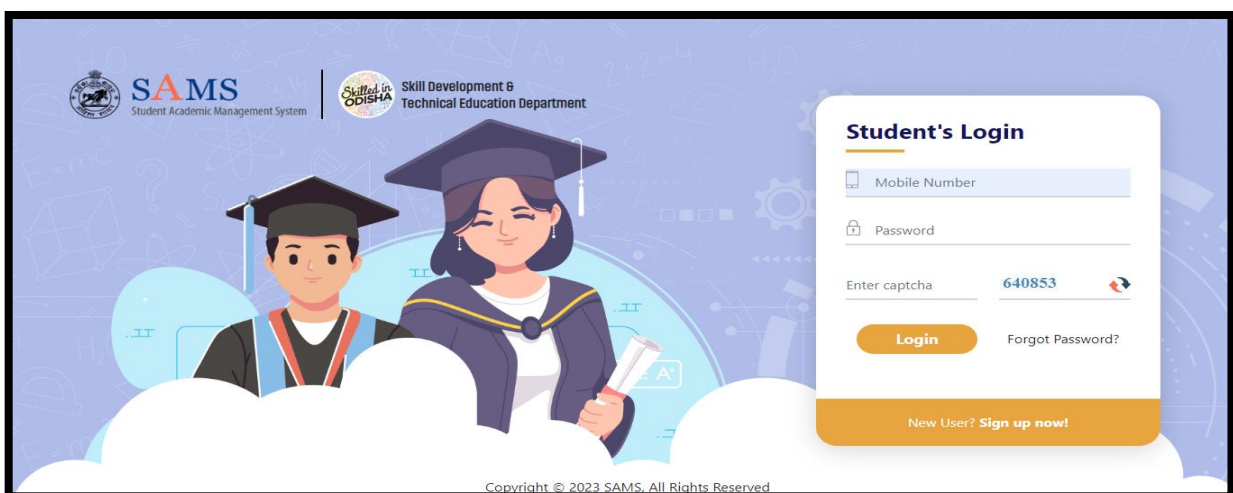 SAMS
Student Academic Management System
Skilled in
ODISHA
Skill Development &
Technical Education Department
Student's Login
Mobile Number
Password
Enter captcha
640853
Login
Forgot Password?
New User? Sign up now!
Copyright © 2023 SAMS, All Rights Reserved